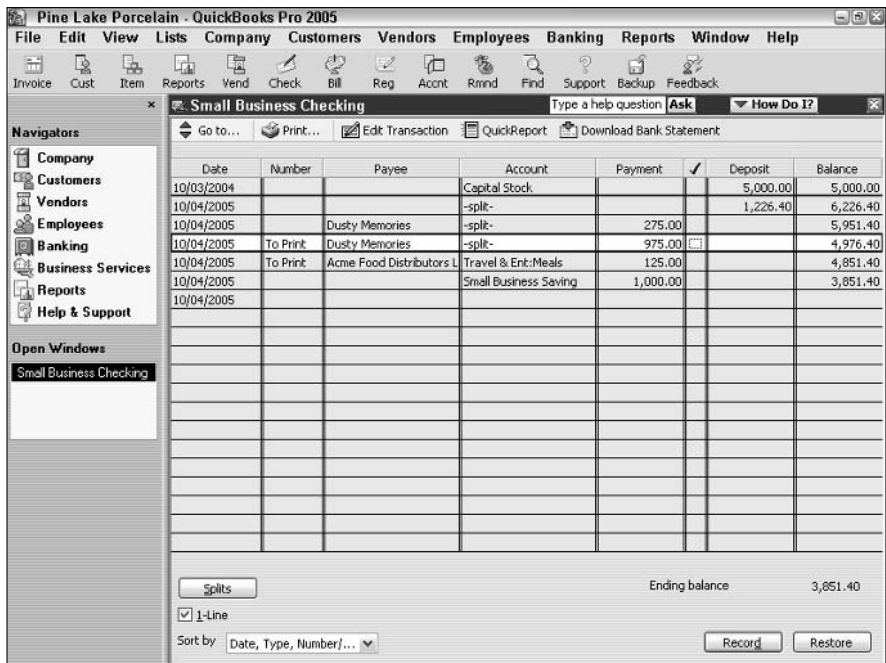 Pine Lake Porcelain - QuickBooks Pro 2005
File Edit View Lists Company Customers Vendors Employees Banking Reports Window Help
Invoice Cust Item Reports Vend Check Bill Reg Accnt Rmnd Find Support Backup Feedback
Small Business Checking Type a help question Ask How Do I?
Navigators
Company
Customers
Vendors
Employees
Banking
Business Services
Reports
Help & Support
Open Windows
Small Business Checking
Go to... Print... Edit Transaction QuickReport Download Bank Statement
Date Number Payee Account Payment ✓ Deposit Balance
10/03/2004 Capital Stock 5,000.00 5,000.00
10/04/2005 -split- 1,226.40 6,226.40
10/04/2005 Dusty Memories -split- 275.00 5,951.40
10/04/2005 To Print Dusty Memories -split- 975.00 4,976.40
10/04/2005 To Print Acme Food Distributors L Travel & Ent:Meals 125.00 4,851.40
10/04/2005 Small Business Saving 1,000.00 3,851.40
10/04/2005
Splits Ending balance 3,851.40
1-Line
Sort by Date, Type, Number/... Record Restore